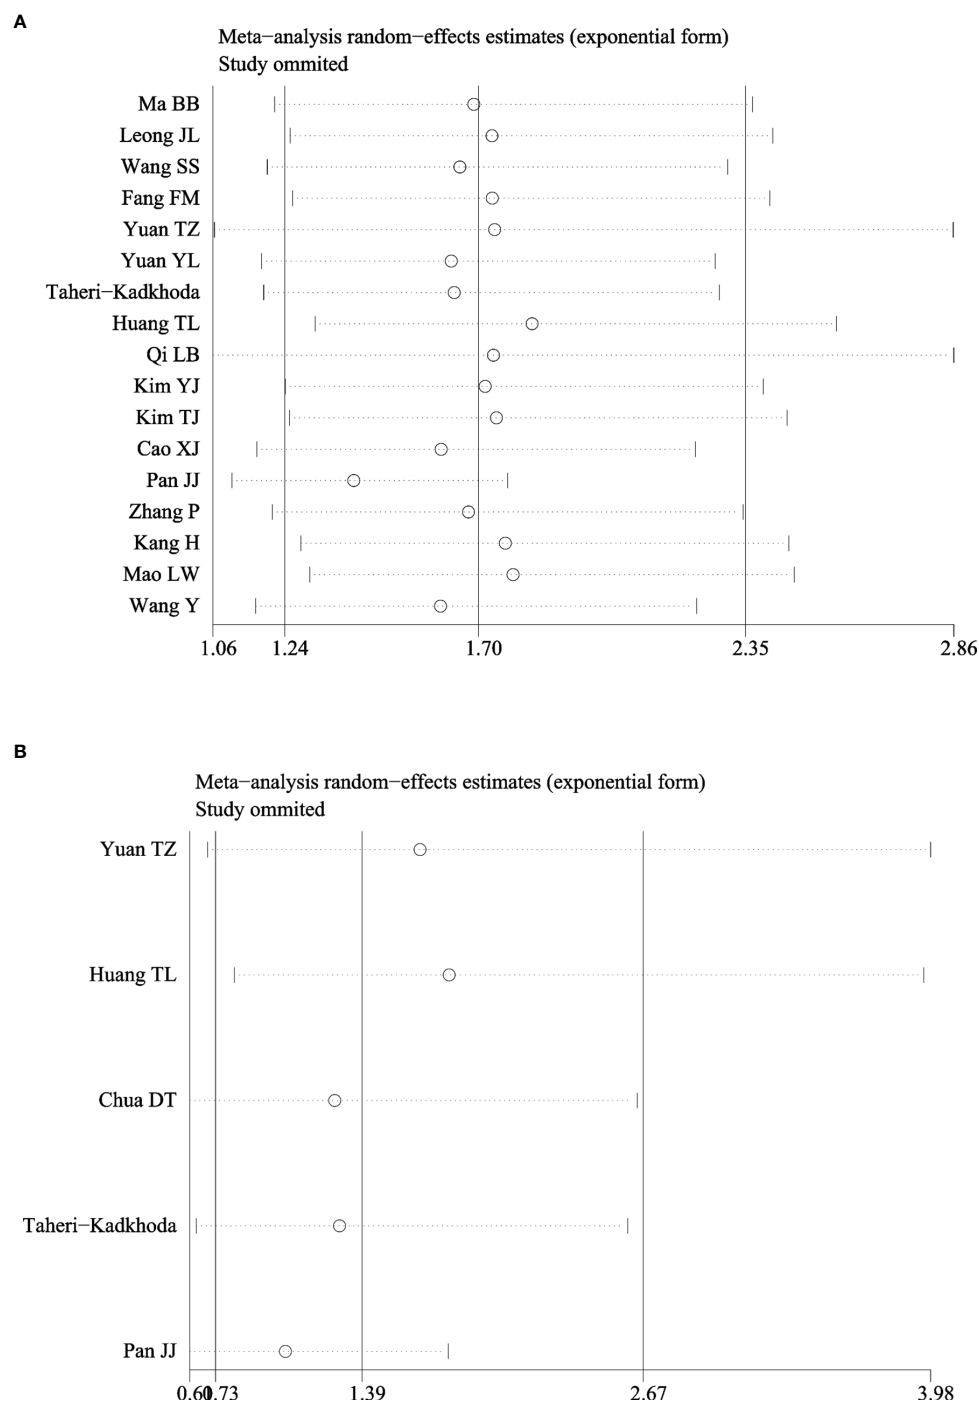 A
Meta−analysis random−effects estimates (exponential form)
Study ommited
Ma BB
Leong JL
Wang SS
Fang FM
Yuan TZ
Yuan YL
Taheri−Kadkhoda
Huang TL
Qi LB
Kim YJ
Kim TJ
Cao XJ
Pan JJ
Zhang P
Kang H
Mao LW
Wang Y
1.06 1.24 1.70 2.35 2.86
B
Meta−analysis random−effects estimates (exponential form)
Study ommited
Yuan TZ
Huang TL
Chua DT
Taheri−Kadkhoda
Pan JJ
0.60 0.73 1.39 2.67 3.98